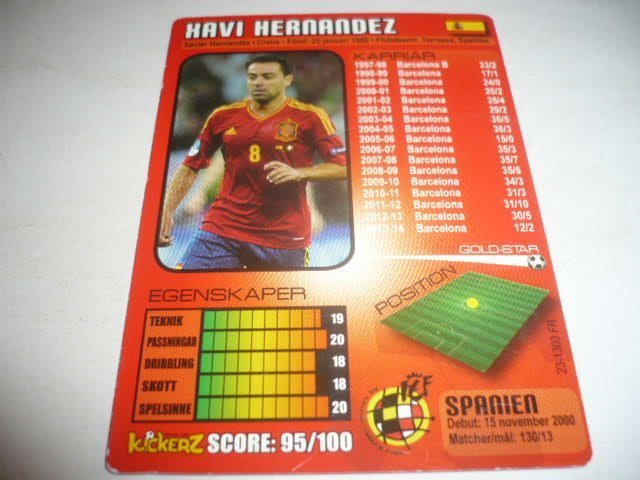 XAVI HERNANDEZ
Xavier Hernandez i Creus • Född: 25 januari 1980 • Födelseort: Terrassa, Spanien
KARRIÄR
1997-98 Barcelona B 33/2
1998-99 Barcelona 17/1
1999-00 Barcelona 24/0
2000-01 Barcelona 20/2
2001-02 Barcelona 35/4
2002-03 Barcelona 29/2
2003-04 Barcelona 36/5
2004-05 Barcelona 36/3
2005-06 Barcelona 15/0
2006-07 Barcelona 35/3
2007-08 Barcelona 35/7
2008-09 Barcelona 35/6
2009-10 Barcelona 34/3
2010-11 Barcelona 31/3
2011-12 Barcelona 31/10
2012-13 Barcelona 30/5
2013-14 Barcelona 12/2
8
GOLD-STAR
EGENSKAPER
TEKNIK 19
PASSNINGAR 20
DRIBBLING 18
SKOTT 18
SPELSINNE 20
KICKERZ SCORE: 95/100
POSITION
23-1303 FR
SPANIEN
Debut: 15 november 2000
Matcher/mål: 130/13